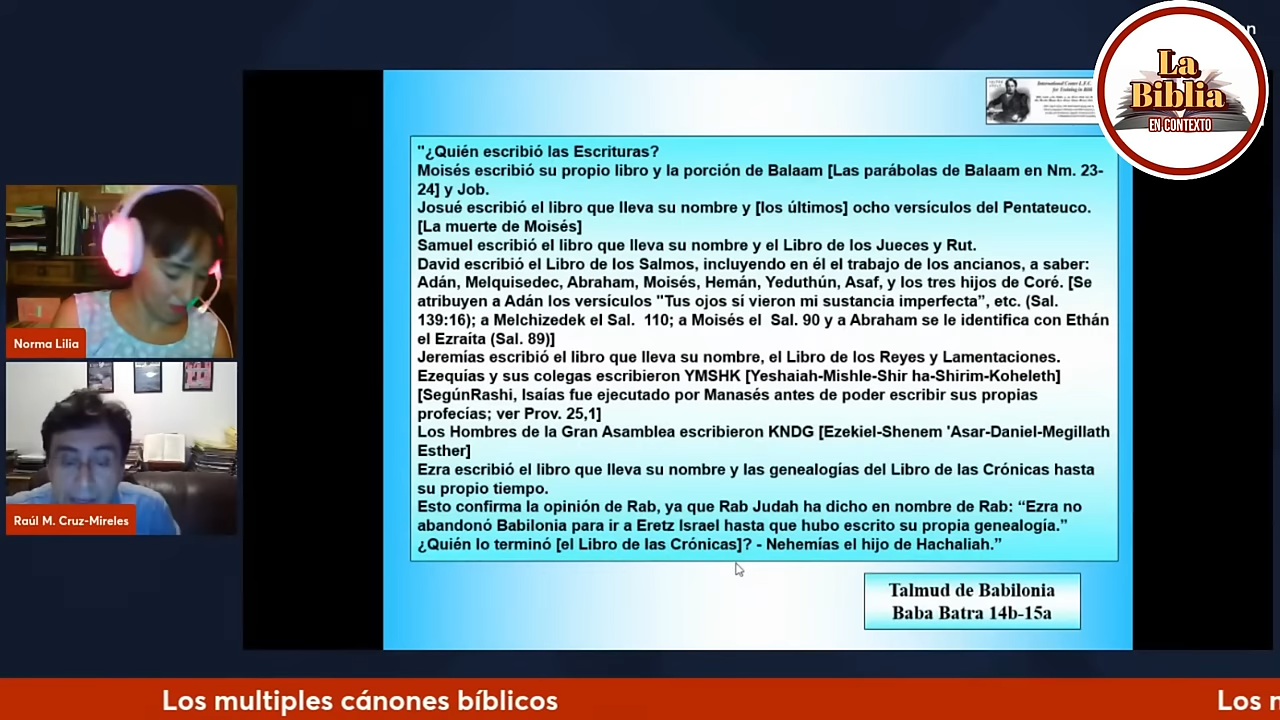 La
Biblia
EN CONTEXTO
"¿Quién escribió las Escrituras?
Moisés escribió su propio libro y la porción de Balaam [Las parábolas de Balaam en Nm. 23-
24] y Job.
Josué escribió el libro que lleva su nombre y [los últimos] ocho versículos del Pentateuco.
[La muerte de Moisés]
Samuel escribió el libro que lleva su nombre y el Libro de los Jueces y Rut.
David escribió el Libro de los Salmos, incluyendo en él el trabajo de los ancianos, a saber:
Adán, Melquisedec, Abraham, Moisés, Hemán, Yeduthún, Asaf, y los tres hijos de Coré. [Se
atribuyen a Adán los versículos "Tus ojos sí vieron mi sustancia imperfecta”, etc. (Sal.
139:16); a Melchizedek el Sal. 110; a Moisés el Sal. 90 y a Abraham se le identifica con Ethán
el Ezraíta (Sal. 89)]
Jeremías escribió el libro que lleva su nombre, el Libro de los Reyes y Lamentaciones.
Ezequías y sus colegas escribieron YMSHK [Yeshaiah-Mishle-Shir ha-Shirim-Koheleth]
[SegúnRashi, Isaías fue ejecutado por Manasés antes de poder escribir sus propias
profecías; ver Prov. 25,1]
Los Hombres de la Gran Asamblea escribieron KNDG [Ezekiel-Shenem 'Asar-Daniel-Megillath
Esther]
Ezra escribió el libro que lleva su nombre y las genealogías del Libro de las Crónicas hasta
su propio tiempo.
Esto confirma la opinión de Rab, ya que Rab Judah ha dicho en nombre de Rab: “Ezra no
abandonó Babilonia para ir a Eretz Israel hasta que hubo escrito su propia genealogía.”
¿Quién lo terminó [el Libro de las Crónicas]? - Nehemías el hijo de Hachaliah.”
Talmud de Babilonia
Baba Batra 14b-15a
Norma Lilia
Raúl M. Cruz-Mireles
Los multiples cánones bíblicos
Los